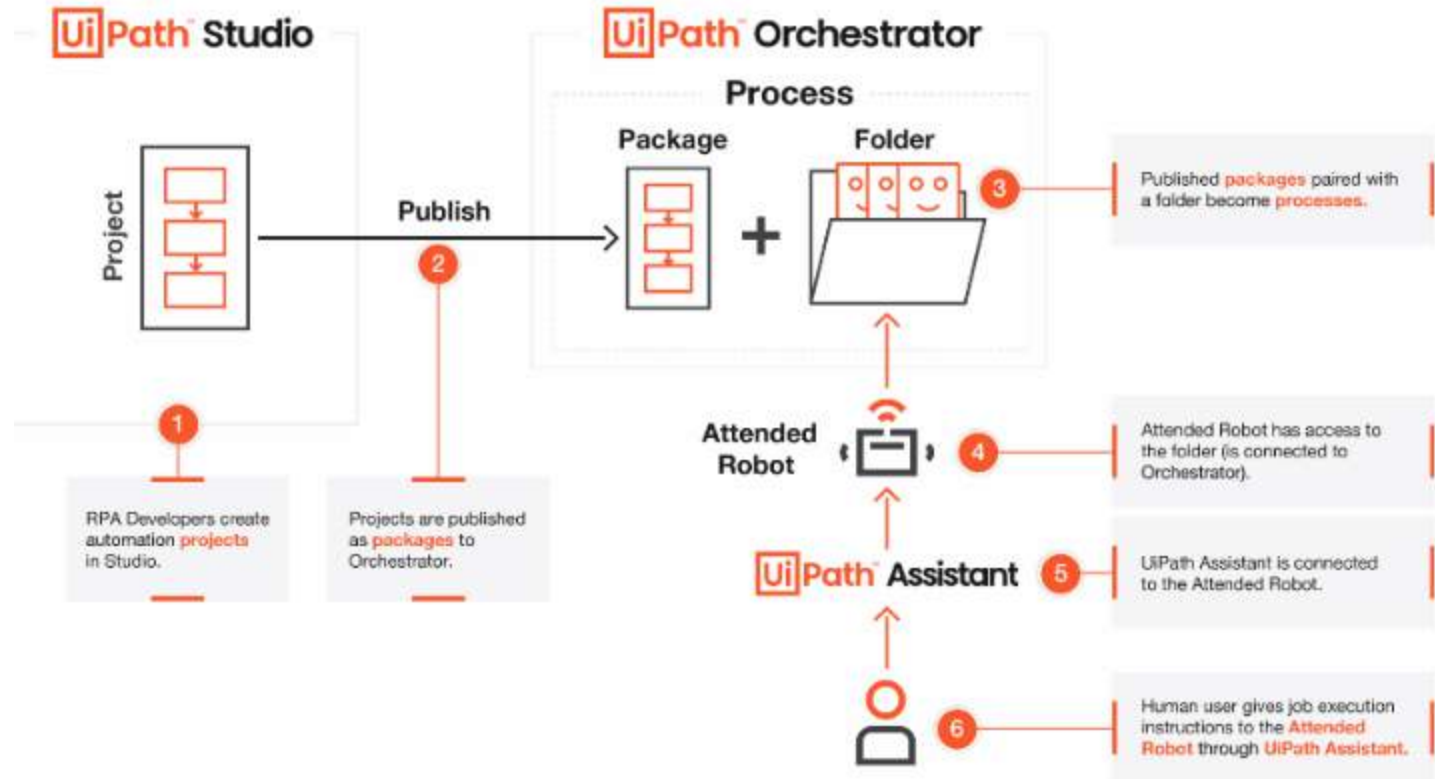 UiPath™ Studio
UiPath™ Orchestrator
Process
Package
Folder
Project
Publish
2
3
Published packages paired with
a folder become processes.
1
RPA Developers create
automation projects
in Studio.
Projects are published
as packages to
Orchestrator.
Attended
Robot
4
Attended Robot has access to
the folder (is connected to
Orchestrator).
UiPath™ Assistant
5
UiPath Assistant is connected
to the Attended Robot.
6
Human user gives job execution
instructions to the Attended
Robot through UiPath Assistant.